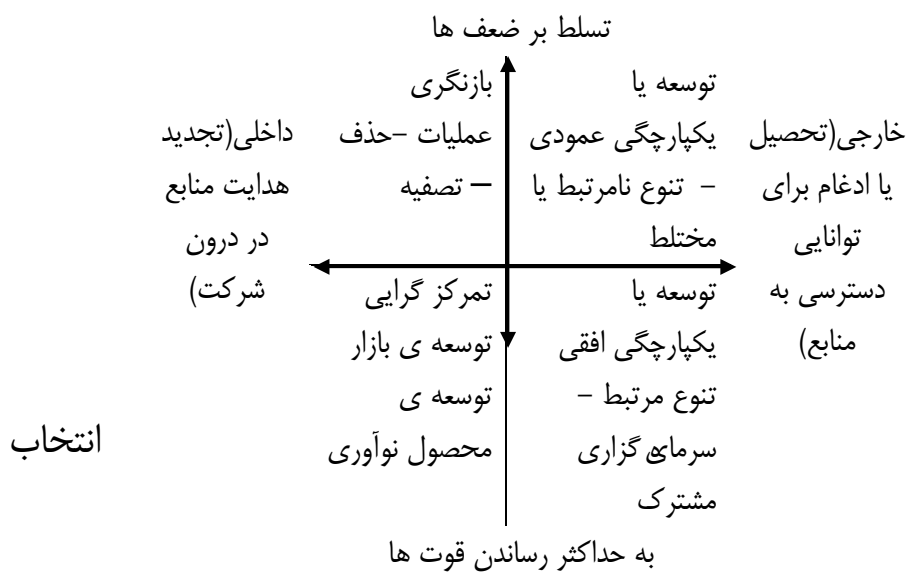 تسلط بر ضعف ها
خارجی(تحصیل
یا ادغام برای
توانایی
دسترسی به
منابع)
توسعه یا
یکپارچگی عمودی
– تنوع نامرتبط یا
مختلط
بازنگری
عملیات –حذف
– تصفیه
داخلی(تجدید
هدایت منابع
در درون
شرکت)
توسعه یا
یکپارچگی افقی
تنوع مرتبط –
سرمای گزاری
مشترک
تمرکز گرایی
توسعه ی بازار
توسعه ی
محصول نوآوری
انتخاب
به حداکثر رساندن قوت ها